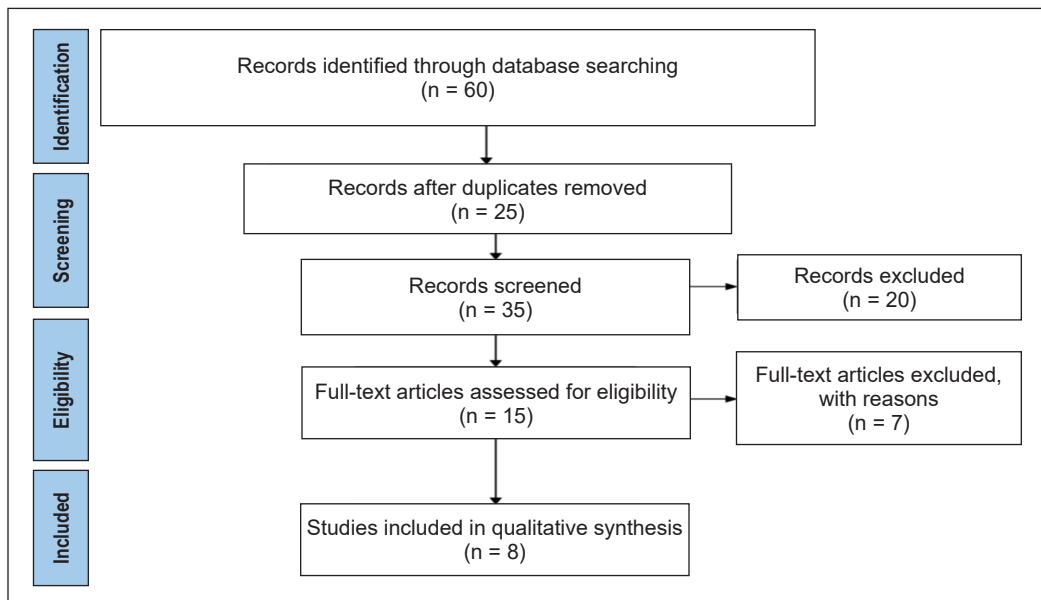 Identification
Records identified through database searching
(n = 60)
Screening
Records after duplicates removed
(n = 25)
Records screened
(n = 35)
Records excluded
(n = 20)
Eligibility
Full-text articles assessed for eligibility
(n = 15)
Full-text articles excluded,
with reasons
(n = 7)
Included
Studies included in qualitative synthesis
(n = 8)